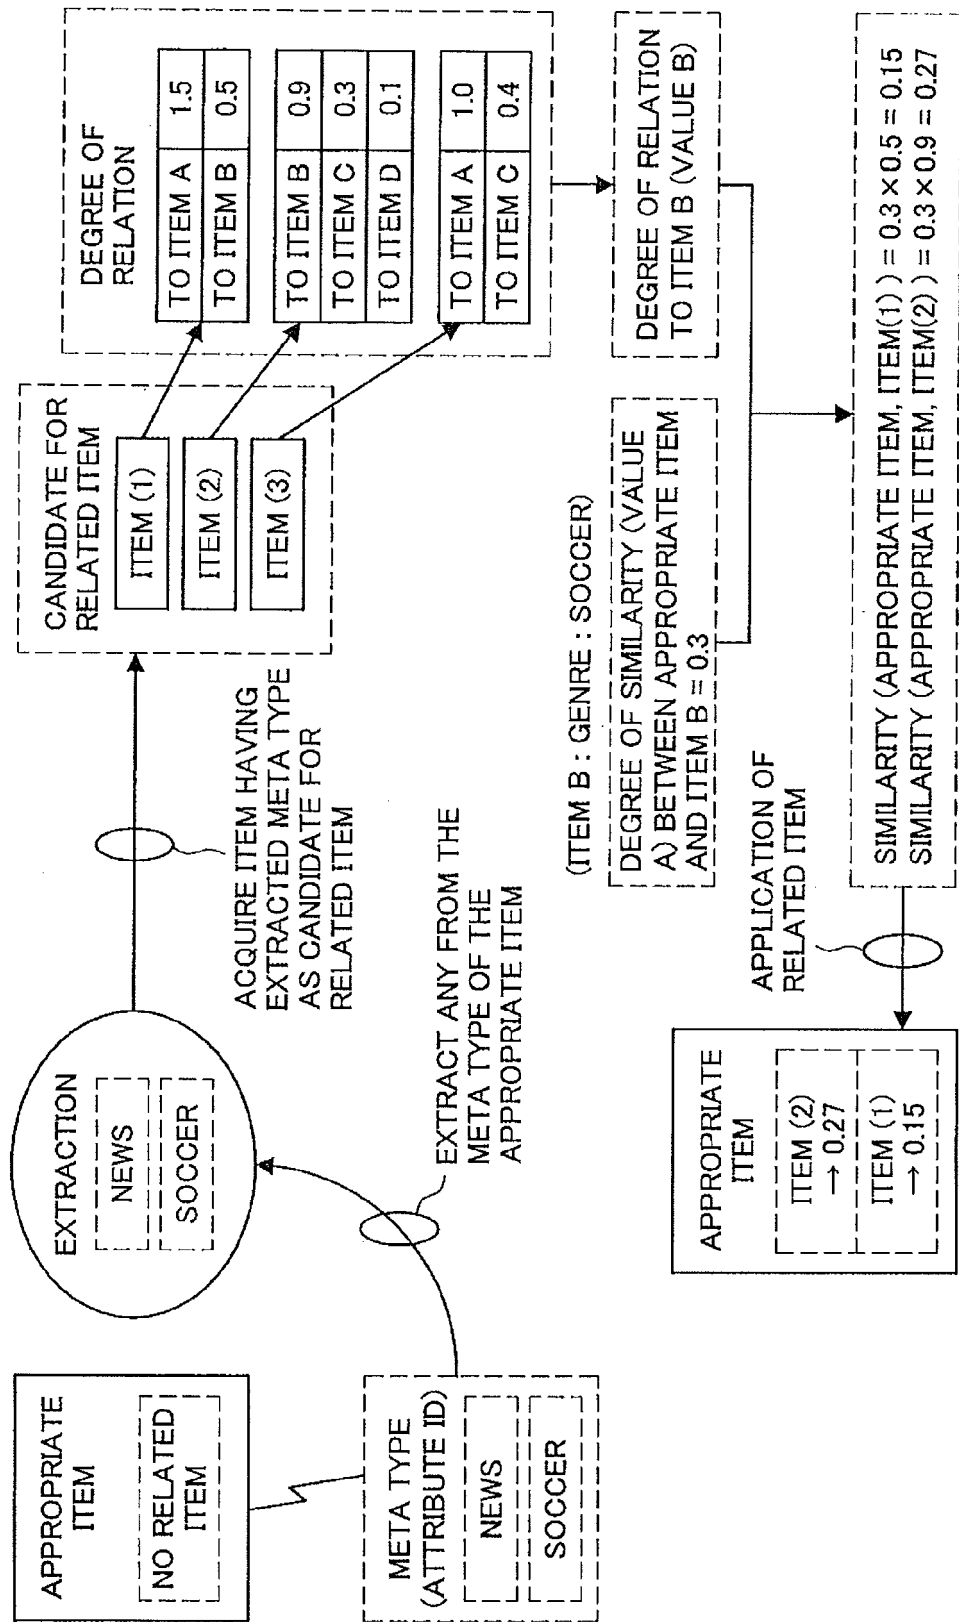 APPROPRIATE
ITEM
NO RELATED
ITEM
META TYPE
(ATTRIBUTE ID)
NEWS
SOCCER
EXTRACTION
NEWS
SOCCER
EXTRACT ANY FROM THE
META TYPE OF THE
APPROPRIATE ITEM
ACQUIRE ITEM HAVING
EXTRACTED META TYPE
AS CANDIDATE FOR
RELATED ITEM
CANDIDATE FOR
RELATED ITEM
ITEM (1)
ITEM (2)
ITEM (3)
DEGREE OF
RELATION
TO ITEM A 1.5
TO ITEM B 0.5
TO ITEM B 0.9
TO ITEM C 0.3
TO ITEM D 0.1
TO ITEM A 1.0
TO ITEM C 0.4
(ITEM B : GENRE : SOCCER)
DEGREE OF SIMILARITY (VALUE
A) BETWEEN APPROPRIATE ITEM
AND ITEM B = 0.3
DEGREE OF RELATION
TO ITEM B (VALUE B)
SIMILARITY (APPROPRIATE ITEM, ITEM(1) ) = 0.3 × 0.5 = 0.15
SIMILARITY (APPROPRIATE ITEM, ITEM(2) ) = 0.3 × 0.9 = 0.27
APPLICATION OF
RELATED ITEM
APPROPRIATE
ITEM
ITEM (2)
→ 0.27
ITEM (1)
→ 0.15